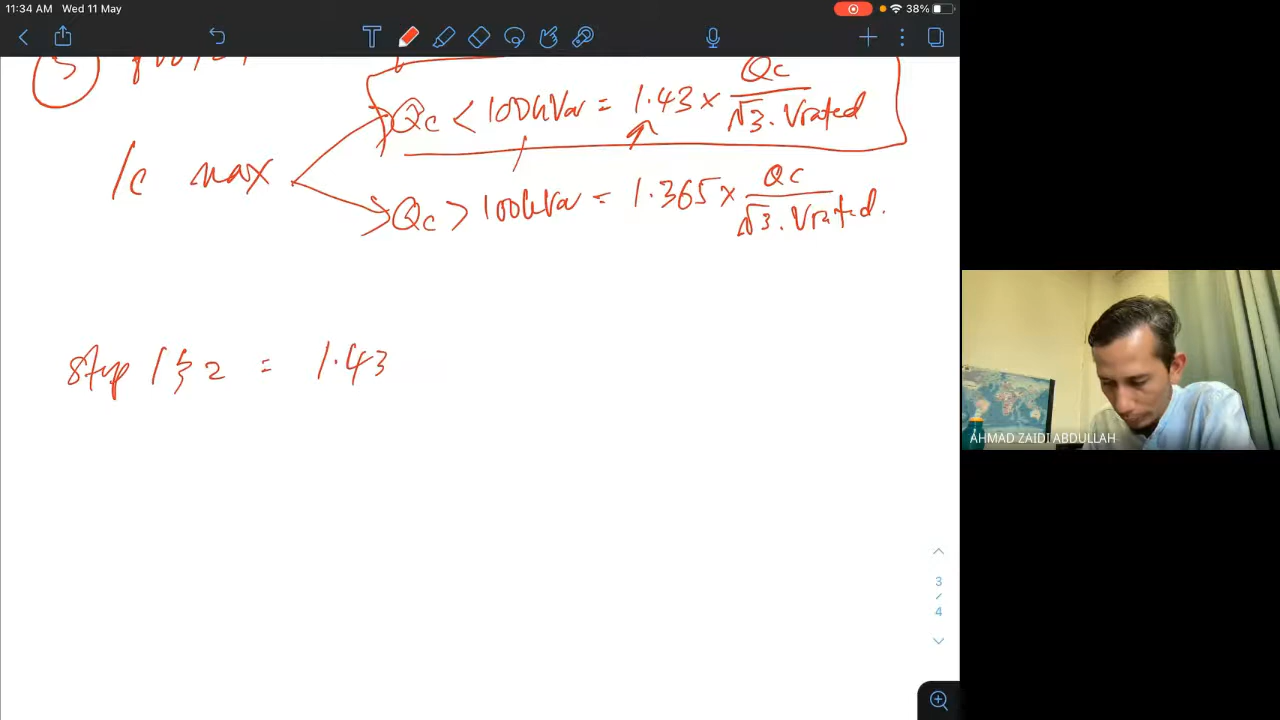 11:34 AM Wed 11 May
38%
T
Qc < 100kVar = 1.43 × Qc / √3 . Vrated
Ic max
Qc > 100kVar = 1.365 × Qc / √3 . Vrated.
step 1 & 2 = 1.43
AHMAD ZAIDI ABDULLAH
3
/
4